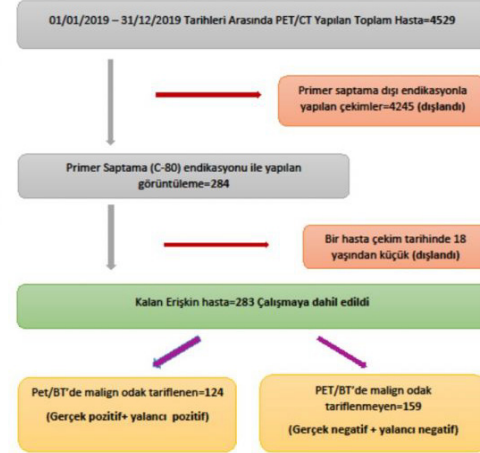 01/01/2019 – 31/12/2019 Tarihleri Arasında PET/CT Yapılan Toplam Hasta=4529
Primer saptama dışı endikasyonla
yapılan çekimler=4245 (dışlandı)
Primer Saptama (C-80) endikasyonu ile yapılan
görüntüleme=284
Bir hasta çekim tarihinde 18
yaşından küçük (dışlandı)
Kalan Erişkin hasta=283 Çalışmaya dahil edildi
Pet/BT’de malign odak tariflenen=124
(Gerçek pozitif+ yalancı pozitif)
PET/BT’de malign odak
tariflenmeyen=159
(Gerçek negatif + yalancı negatif)